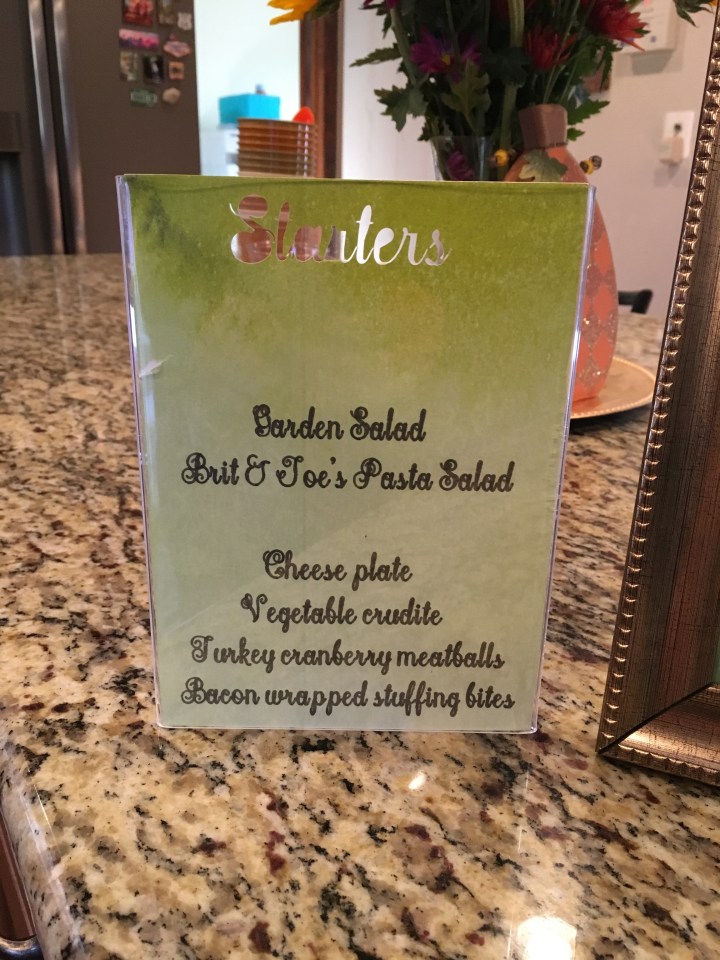 Starters
Garden Salad
Brit & Joe's Pasta Salad
Cheese plate
Vegetable crudite
Turkey cranberry meatballs
Bacon wrapped stuffing bites